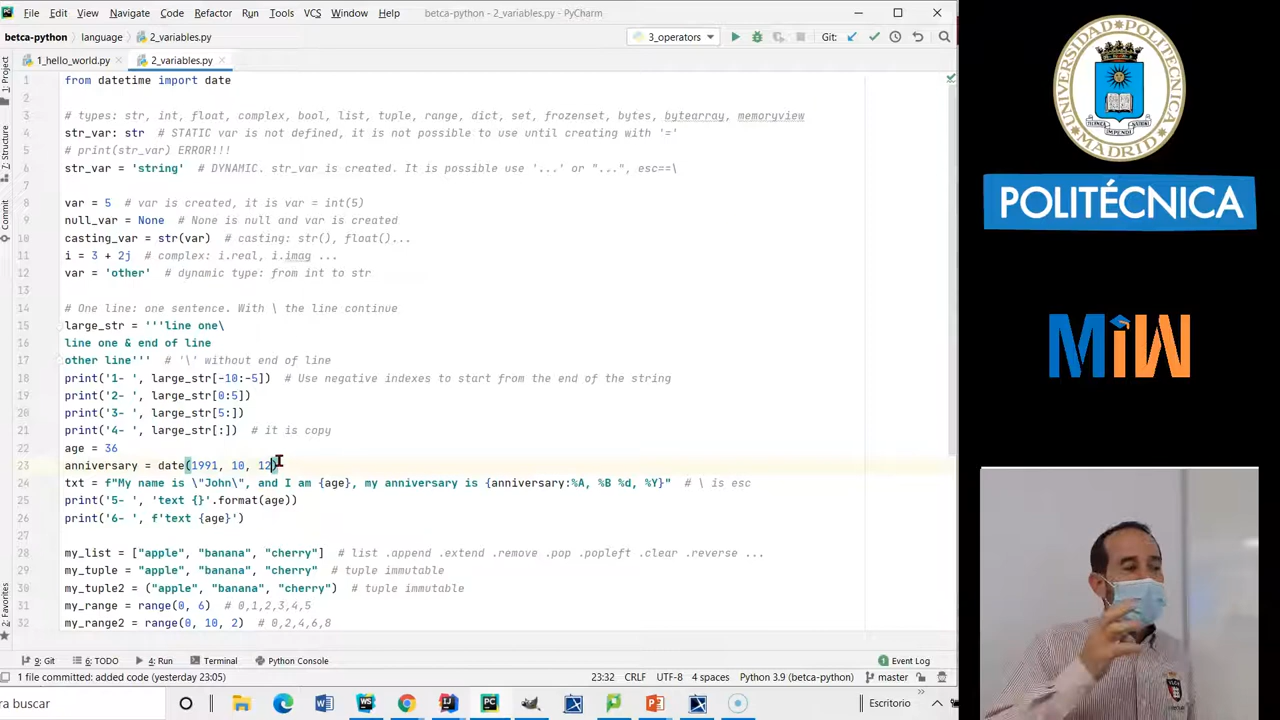 File Edit View Navigate Code Refactor Run Tools VCS Window Help betca-python - 2_variables.py - PyCharm
betca-python language 2_variables.py 3_operators Git:
1_hello_world.py 2_variables.py
1 from datetime import date
2
3 # types: str, int, float, complex, bool, list, tuple, range, dict, set, frozenset, bytes, bytearray, memoryview
4 str_var: str # STATIC var is not defined, it is error to use until creating with '='
5 # print(str_var) ERROR!!!
6 str_var = 'string' # DYNAMIC. str_var is created. It is possible use '...' or "...", esc==\
7
8 var = 5 # var is created, it is var = int(5)
9 null_var = None # None is null and var is created
10 casting_var = str(var) # casting: str(), float()...
11 i = 3 + 2j # complex: i.real, i.imag ...
12 var = 'other' # dynamic type: from int to str
13
14 # One line: one sentence. With \ the line continue
15 large_str = '''line one\
16 line one & end of line
17 other line''' # '\' without end of line
18 print('1- ', large_str[-10:-5]) # Use negative indexes to start from the end of the string
19 print('2- ', large_str[0:5])
20 print('3- ', large_str[5:])
21 print('4- ', large_str[:]) # it is copy
22 age = 36
23 anniversary = date(1991, 10, 12)
24 txt = f"My name is \"John\", and I am {age}, my anniversary is {anniversary:%A, %B %d, %Y}" # \ is esc
25 print('5- ', 'text {}'.format(age))
26 print('6- ', f'text {age}')
27
28 my_list = ["apple", "banana", "cherry"] # list .append .extend .remove .pop .popleft .clear .reverse ...
29 my_tuple = "apple", "banana", "cherry" # tuple immutable
30 my_tuple2 = ("apple", "banana", "cherry") # tuple immutable
31 my_range = range(0, 6) # 0,1,2,3,4,5
32 my_range2 = range(0, 10, 2) # 0,2,4,6,8
1: Project
7: Structure
Commit
2: Favorites
9: Git 6: TODO 4: Run Terminal Python Console Event Log
1 file committed: added code (yesterday 23:05) 23:32 CRLF UTF-8 4 spaces Python 3.9 (betca-python) master
ra buscar Escritorio
UNIVERSIDAD POLITÉCNICA
MADRID
POLITÉCNICA
MiW